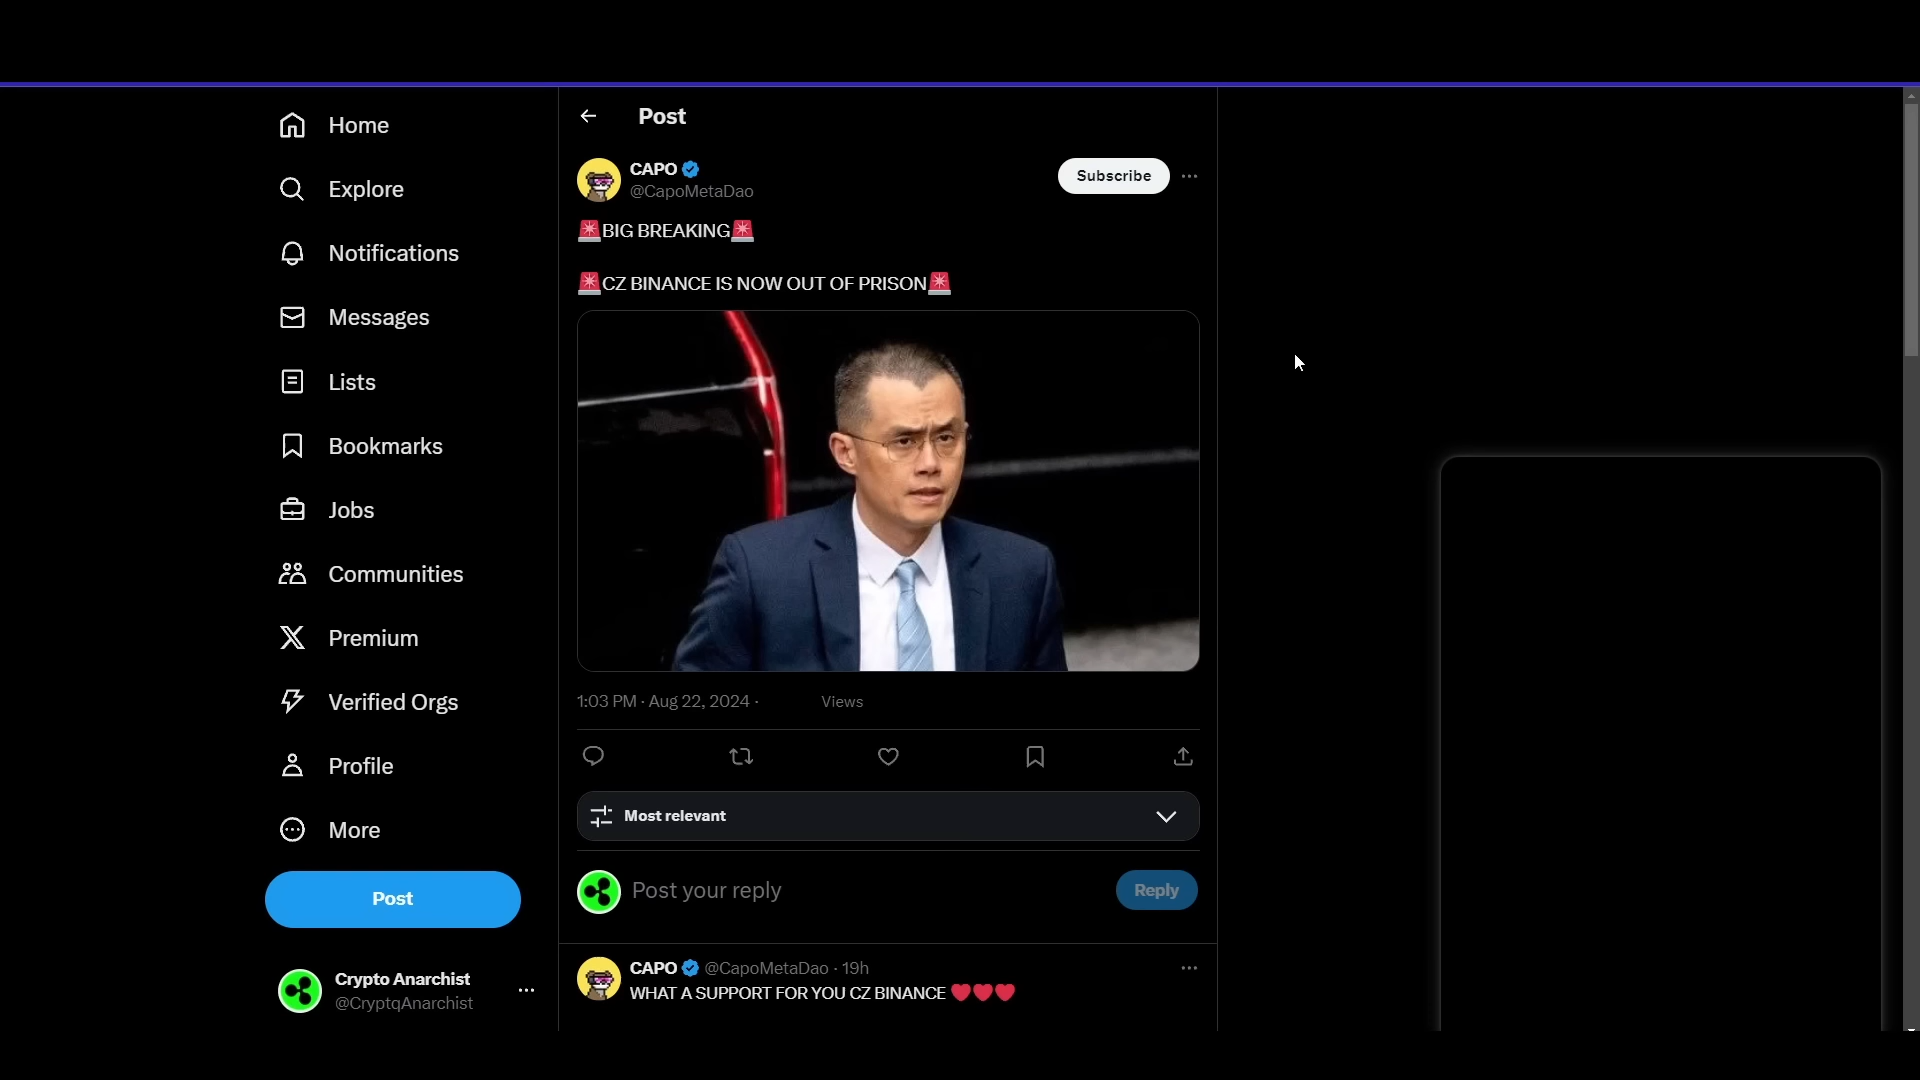 Home
Explore
Notifications
Messages
Lists
Bookmarks
Jobs
Communities
Premium
Verified Orgs
Profile
More
Post
Crypto Anarchist
@CryptqAnarchist
Post
CAPO
@CapoMetaDao
Subscribe
🚨BIG BREAKING🚨
🚨CZ BINANCE IS NOW OUT OF PRISON🚨
1:03 PM · Aug 22, 2024 · Views
Most relevant
Post your reply
Reply
CAPO @CapoMetaDao · 19h
WHAT A SUPPORT FOR YOU CZ BINANCE ❤️❤️❤️